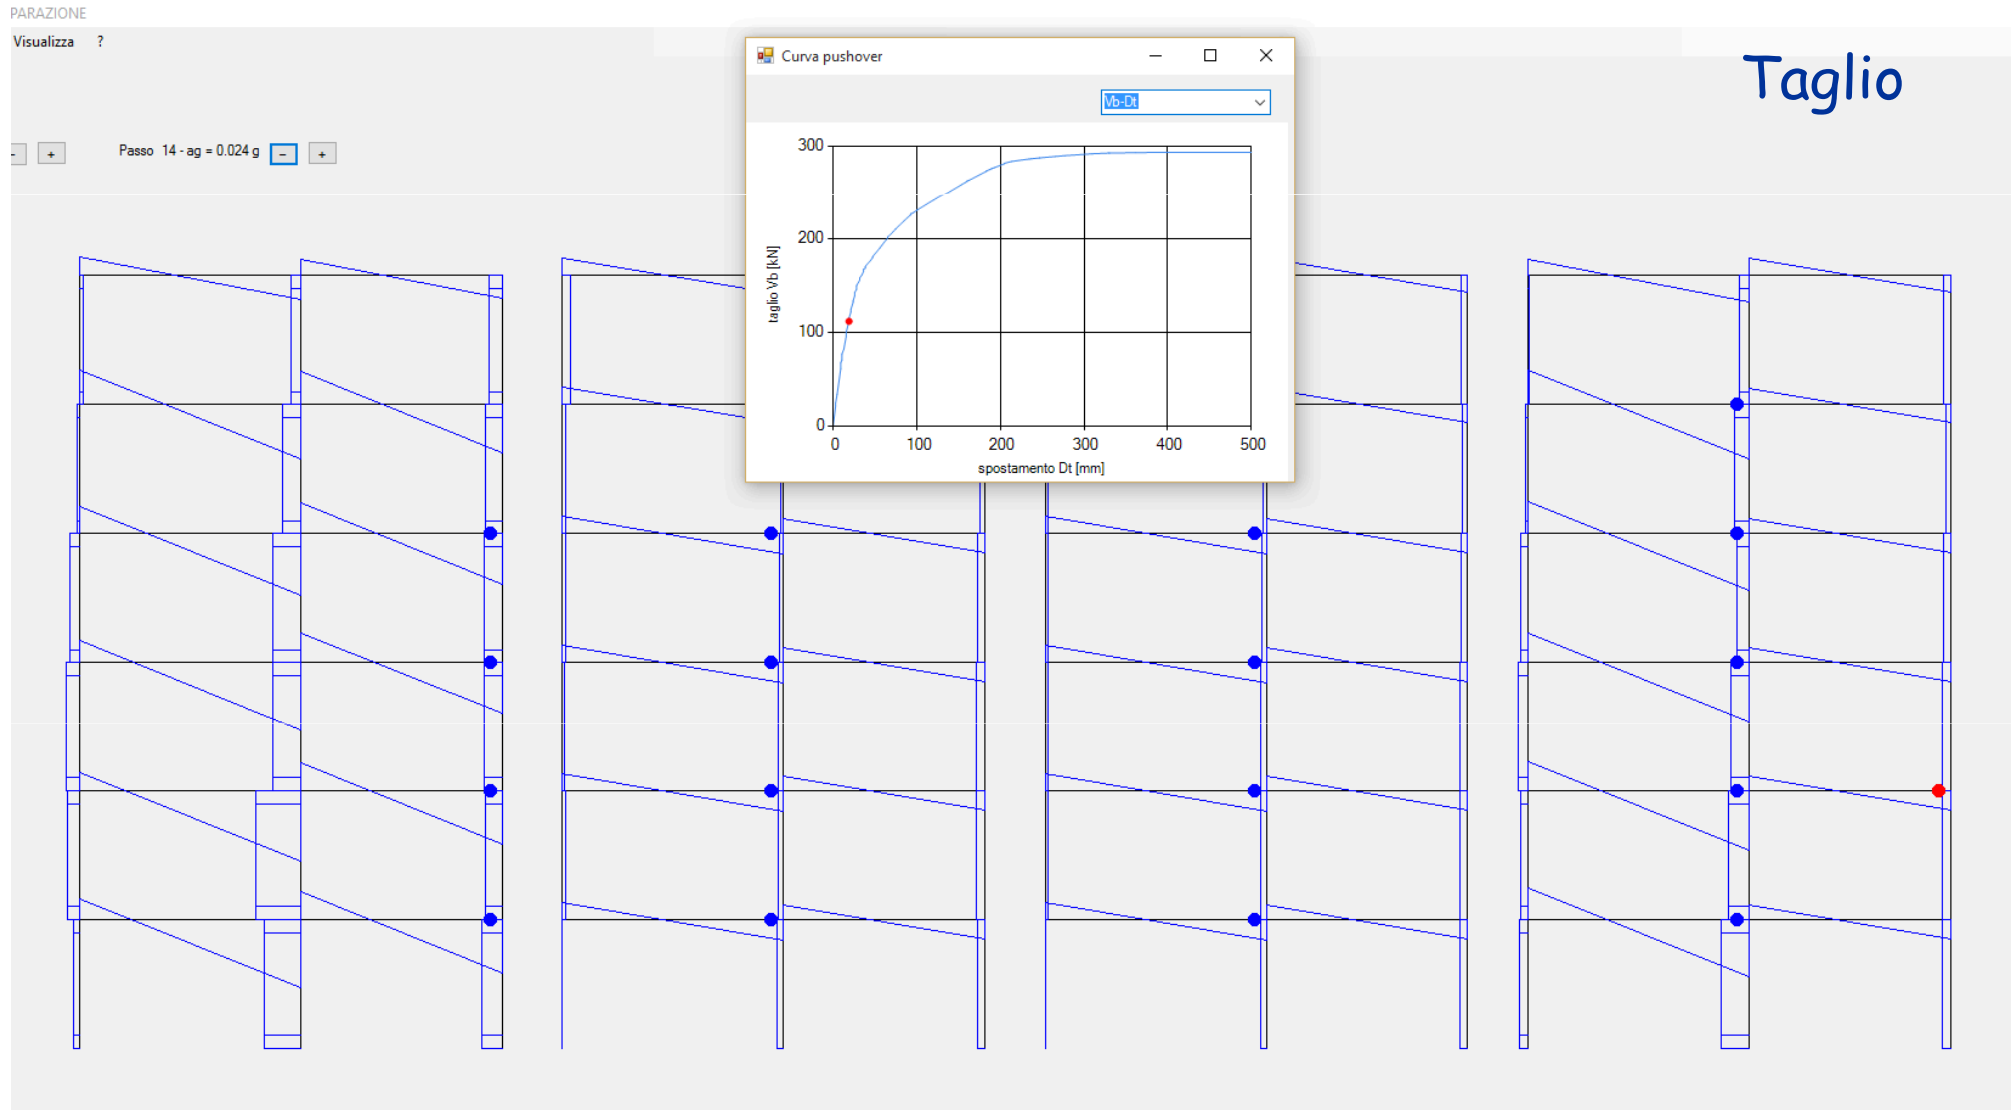 PARAZIONE
Visualizza ?
Curva pushover
Taglio
Vb-Dt
- + Passo 14 - ag = 0.024 g - +
300
200
100
0
taglio Vb [kN]
0 100 200 300 400 500
spostamento Dt [mm]